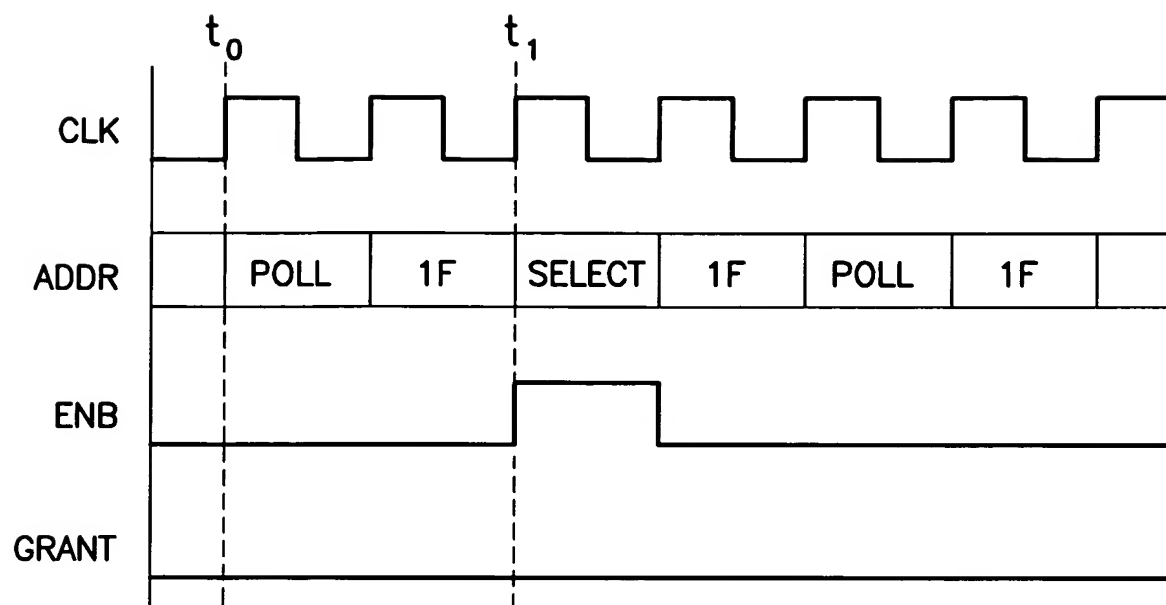 t0 t1
CLK
ADDR POLL 1F SELECT 1F POLL 1F
ENB
GRANT